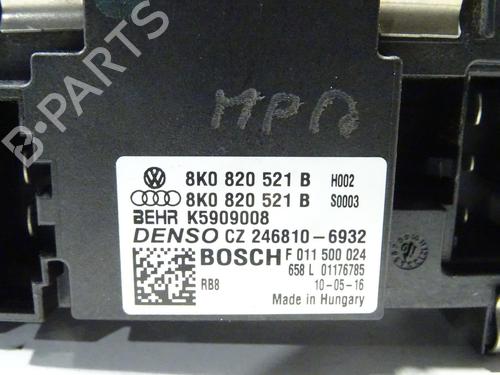 MPA
8K0 820 521 B H002
8K0 820 521 B S0003
BEHR K5909008
DENSO CZ 246810-6932
BOSCH F 011 500 024
658 L 01176785
RB8 10-05-16
Made in Hungary
B-Parts